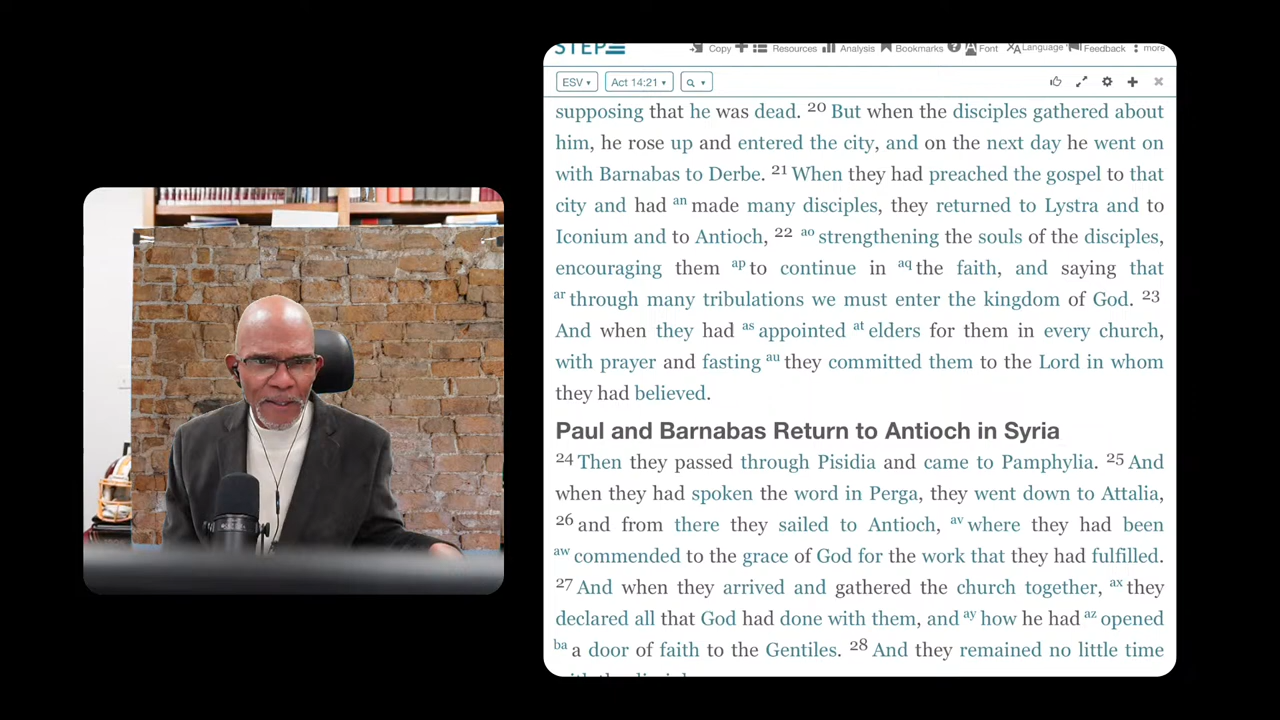 STEP
Copy Resources Analysis Bookmarks ? A Font XA Language Feedback more
ESV Act 14:21
supposing that he was dead. 20 But when the disciples gathered about
him, he rose up and entered the city, and on the next day he went on
with Barnabas to Derbe. 21 When they had preached the gospel to that
city and had an made many disciples, they returned to Lystra and to
Iconium and to Antioch, 22 ao strengthening the souls of the disciples,
encouraging them ap to continue in aq the faith, and saying that
ar through many tribulations we must enter the kingdom of God. 23
And when they had as appointed at elders for them in every church,
with prayer and fasting au they committed them to the Lord in whom
they had believed.
Paul and Barnabas Return to Antioch in Syria
24 Then they passed through Pisidia and came to Pamphylia. 25 And
when they had spoken the word in Perga, they went down to Attalia,
26 and from there they sailed to Antioch, av where they had been
aw commended to the grace of God for the work that they had fulfilled.
27 And when they arrived and gathered the church together, ax they
declared all that God had done with them, and ay how he had az opened
ba a door of faith to the Gentiles. 28 And they remained no little time